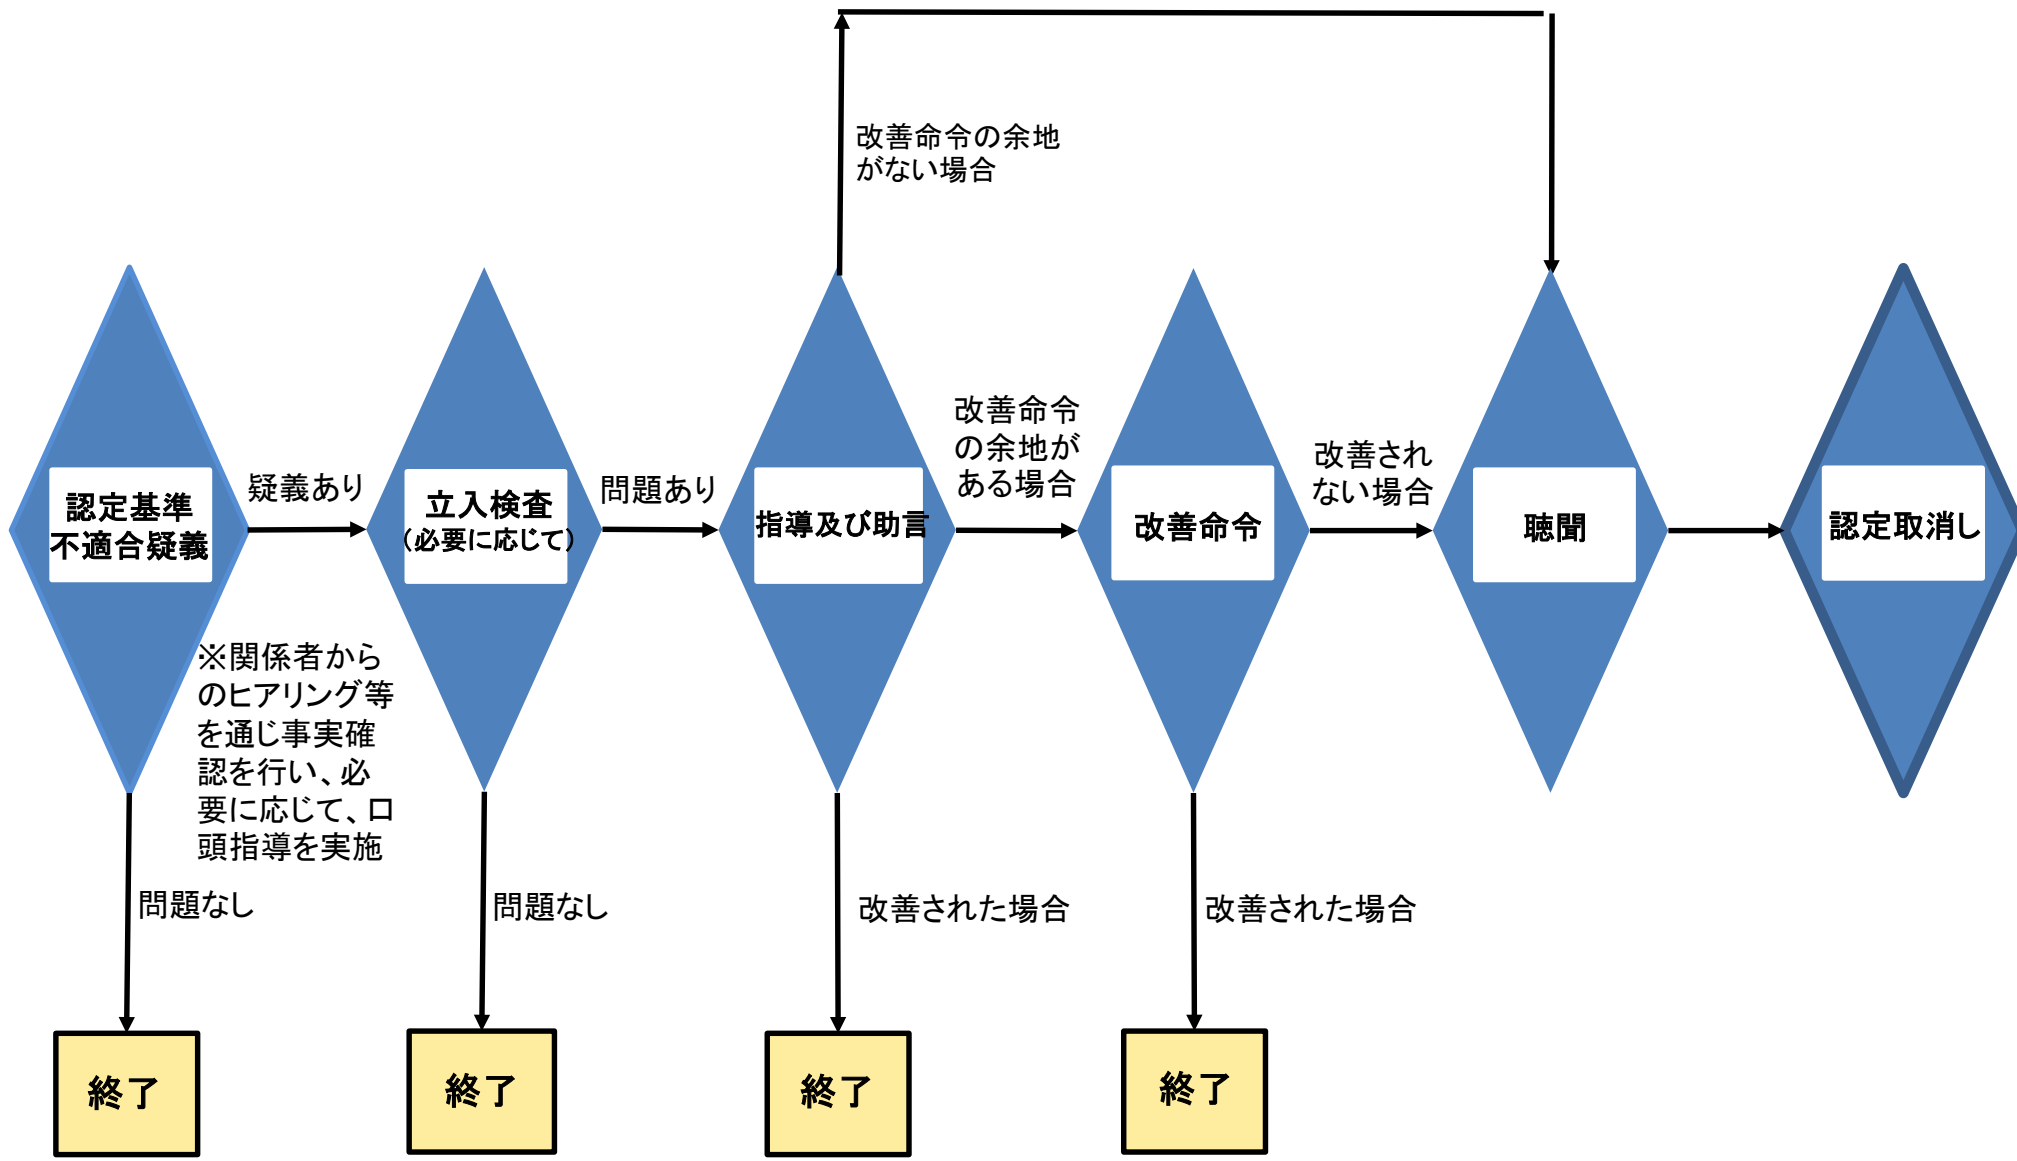 改善命令の余地
がない場合
認定基準
不適合疑義
疑義あり
立入検査
（必要に応じて）
問題あり
指導及び助言
改善命令
の余地が
ある場合
改善命令
改善され
ない場合
聴聞
認定取消し
※関係者から
のヒアリング等
を通じ事実確
認を行い、必
要に応じて、口
頭指導を実施
問題なし
問題なし
改善された場合
改善された場合
終了
終了
終了
終了